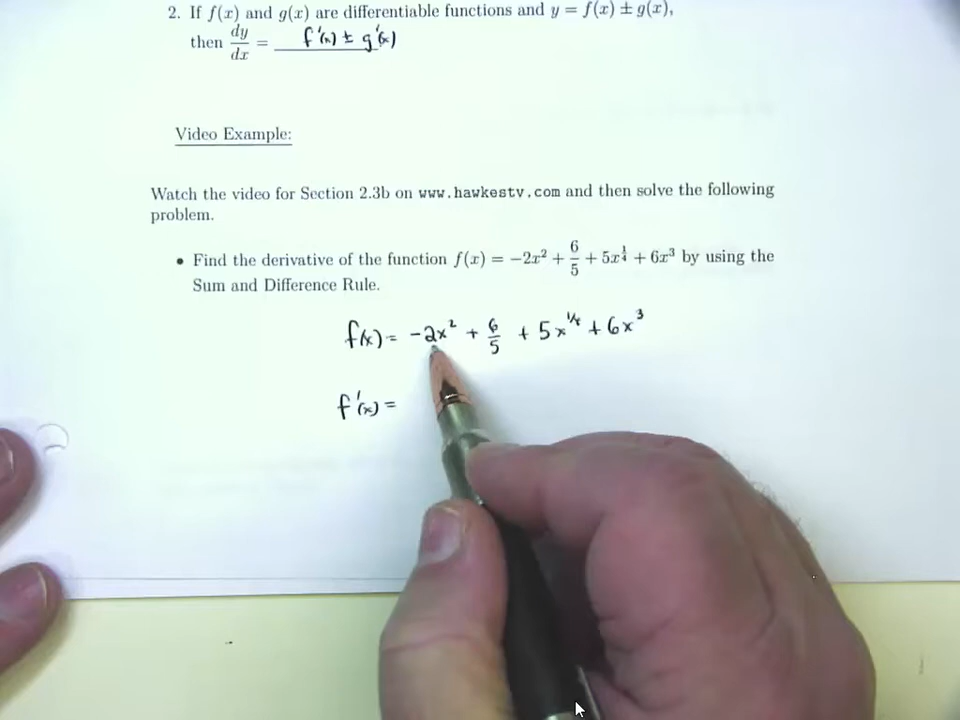 2. If f(x) and g(x) are differentiable functions and y = f(x) ± g(x),
then dy/dx = f'(x) ± g'(x)
Video Example:
Watch the video for Section 2.3b on www.hawkestv.com and then solve the following
problem.
• Find the derivative of the function f(x) = −2x² + 6/5 + 5x^(1/4) + 6x³ by using the
Sum and Difference Rule.
f(x) = −2x² + 6/5 + 5x^(1/4) + 6x³
f'(x) =